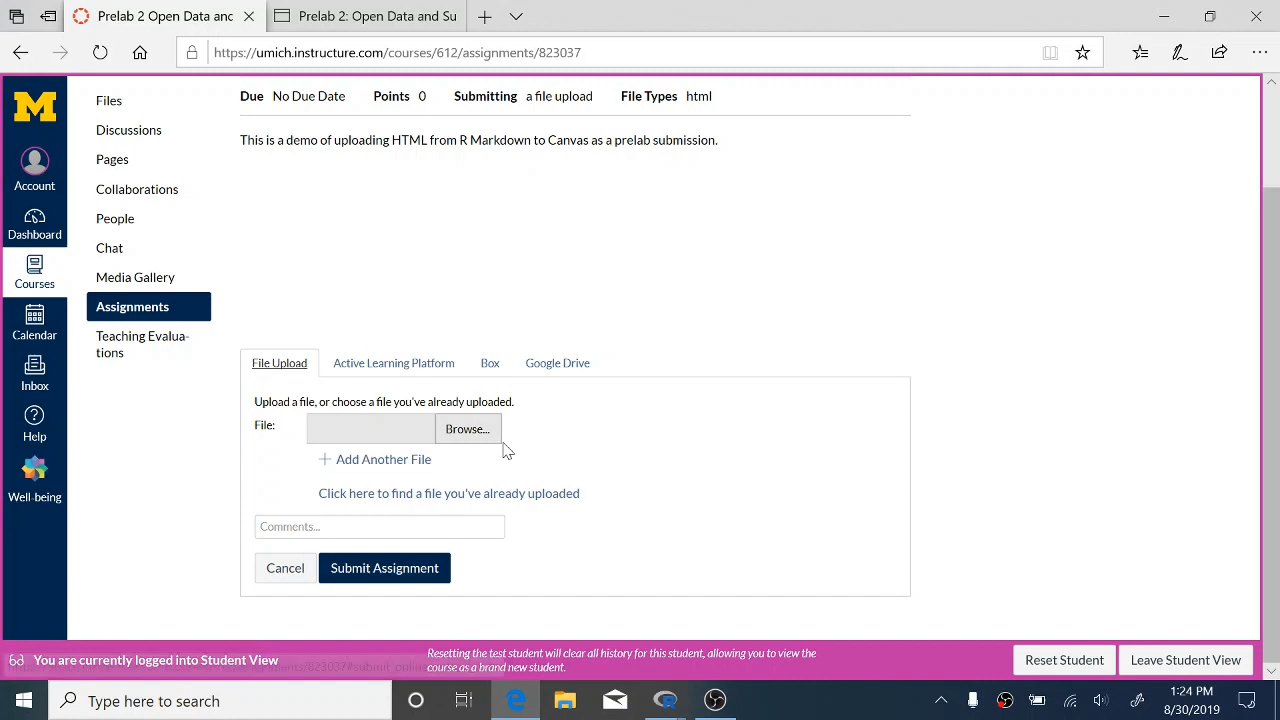 Prelab 2 Open Data and
Prelab 2: Open Data and Su
https://umich.instructure.com/courses/612/assignments/823037
M
Account
Dashboard
Courses
Calendar
Inbox
Help
Well-being
Files
Discussions
Pages
Collaborations
People
Chat
Media Gallery
Assignments
Teaching Evalua-
tions
Due No Due Date Points 0 Submitting a file upload File Types html
This is a demo of uploading HTML from R Markdown to Canvas as a prelab submission.
File Upload Active Learning Platform Box Google Drive
Upload a file, or choose a file you've already uploaded.
File: Browse...
Add Another File
Click here to find a file you've already uploaded
Comments...
Cancel Submit Assignment
You are currently logged into Student View
Resetting the test student will clear all history for this student, allowing you to view the
course as a brand new student.
Reset Student Leave Student View
Type here to search
1:24 PM
8/30/2019